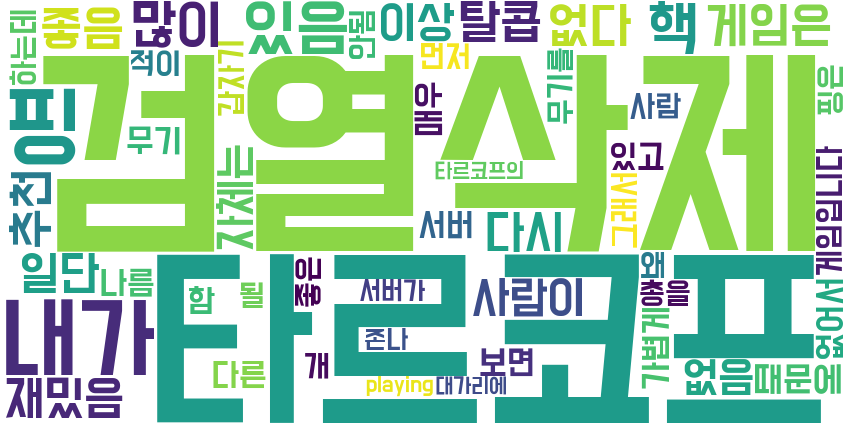 하는데
좋음
많이
있음
안됨
이상
탈콥
없다
핵
게임은
적이
갑자기
먼저
무기를
핑
무기
검열삭제
돔
아
사람
핑은
추천
자체는
타르코프의
있고
그래서
서버
다시
게임입니다
일단
나름
함
될
좋은
서버가
사람이
왜
총을
없어서
내가
타르코프
존나
가볍게
재밌음
다른
개
playing
대가리에
보면
없음
때문에